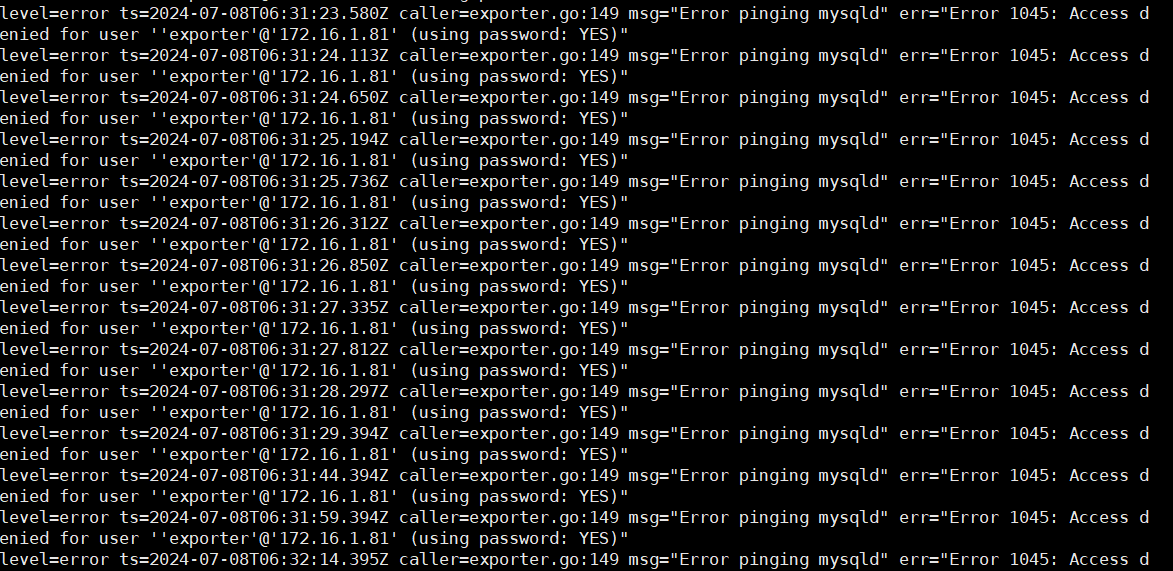 level=error ts=2024-07-08T06:31:23.580Z caller=exporter.go:149 msg="Error pinging mysqld" err="Error 1045: Access d
enied for user ''exporter'@'172.16.1.81' (using password: YES)"
level=error ts=2024-07-08T06:31:24.113Z caller=exporter.go:149 msg="Error pinging mysqld" err="Error 1045: Access d
enied for user ''exporter'@'172.16.1.81' (using password: YES)"
level=error ts=2024-07-08T06:31:24.650Z caller=exporter.go:149 msg="Error pinging mysqld" err="Error 1045: Access d
enied for user ''exporter'@'172.16.1.81' (using password: YES)"
level=error ts=2024-07-08T06:31:25.194Z caller=exporter.go:149 msg="Error pinging mysqld" err="Error 1045: Access d
enied for user ''exporter'@'172.16.1.81' (using password: YES)"
level=error ts=2024-07-08T06:31:25.736Z caller=exporter.go:149 msg="Error pinging mysqld" err="Error 1045: Access d
enied for user ''exporter'@'172.16.1.81' (using password: YES)"
level=error ts=2024-07-08T06:31:26.312Z caller=exporter.go:149 msg="Error pinging mysqld" err="Error 1045: Access d
enied for user ''exporter'@'172.16.1.81' (using password: YES)"
level=error ts=2024-07-08T06:31:26.850Z caller=exporter.go:149 msg="Error pinging mysqld" err="Error 1045: Access d
enied for user ''exporter'@'172.16.1.81' (using password: YES)"
level=error ts=2024-07-08T06:31:27.335Z caller=exporter.go:149 msg="Error pinging mysqld" err="Error 1045: Access d
enied for user ''exporter'@'172.16.1.81' (using password: YES)"
level=error ts=2024-07-08T06:31:27.812Z caller=exporter.go:149 msg="Error pinging mysqld" err="Error 1045: Access d
enied for user ''exporter'@'172.16.1.81' (using password: YES)"
level=error ts=2024-07-08T06:31:28.297Z caller=exporter.go:149 msg="Error pinging mysqld" err="Error 1045: Access d
enied for user ''exporter'@'172.16.1.81' (using password: YES)"
level=error ts=2024-07-08T06:31:29.394Z caller=exporter.go:149 msg="Error pinging mysqld" err="Error 1045: Access d
enied for user ''exporter'@'172.16.1.81' (using password: YES)"
level=error ts=2024-07-08T06:31:44.394Z caller=exporter.go:149 msg="Error pinging mysqld" err="Error 1045: Access d
enied for user ''exporter'@'172.16.1.81' (using password: YES)"
level=error ts=2024-07-08T06:31:59.394Z caller=exporter.go:149 msg="Error pinging mysqld" err="Error 1045: Access d
enied for user ''exporter'@'172.16.1.81' (using password: YES)"
level=error ts=2024-07-08T06:32:14.395Z caller=exporter.go:149 msg="Error pinging mysqld" err="Error 1045: Access d